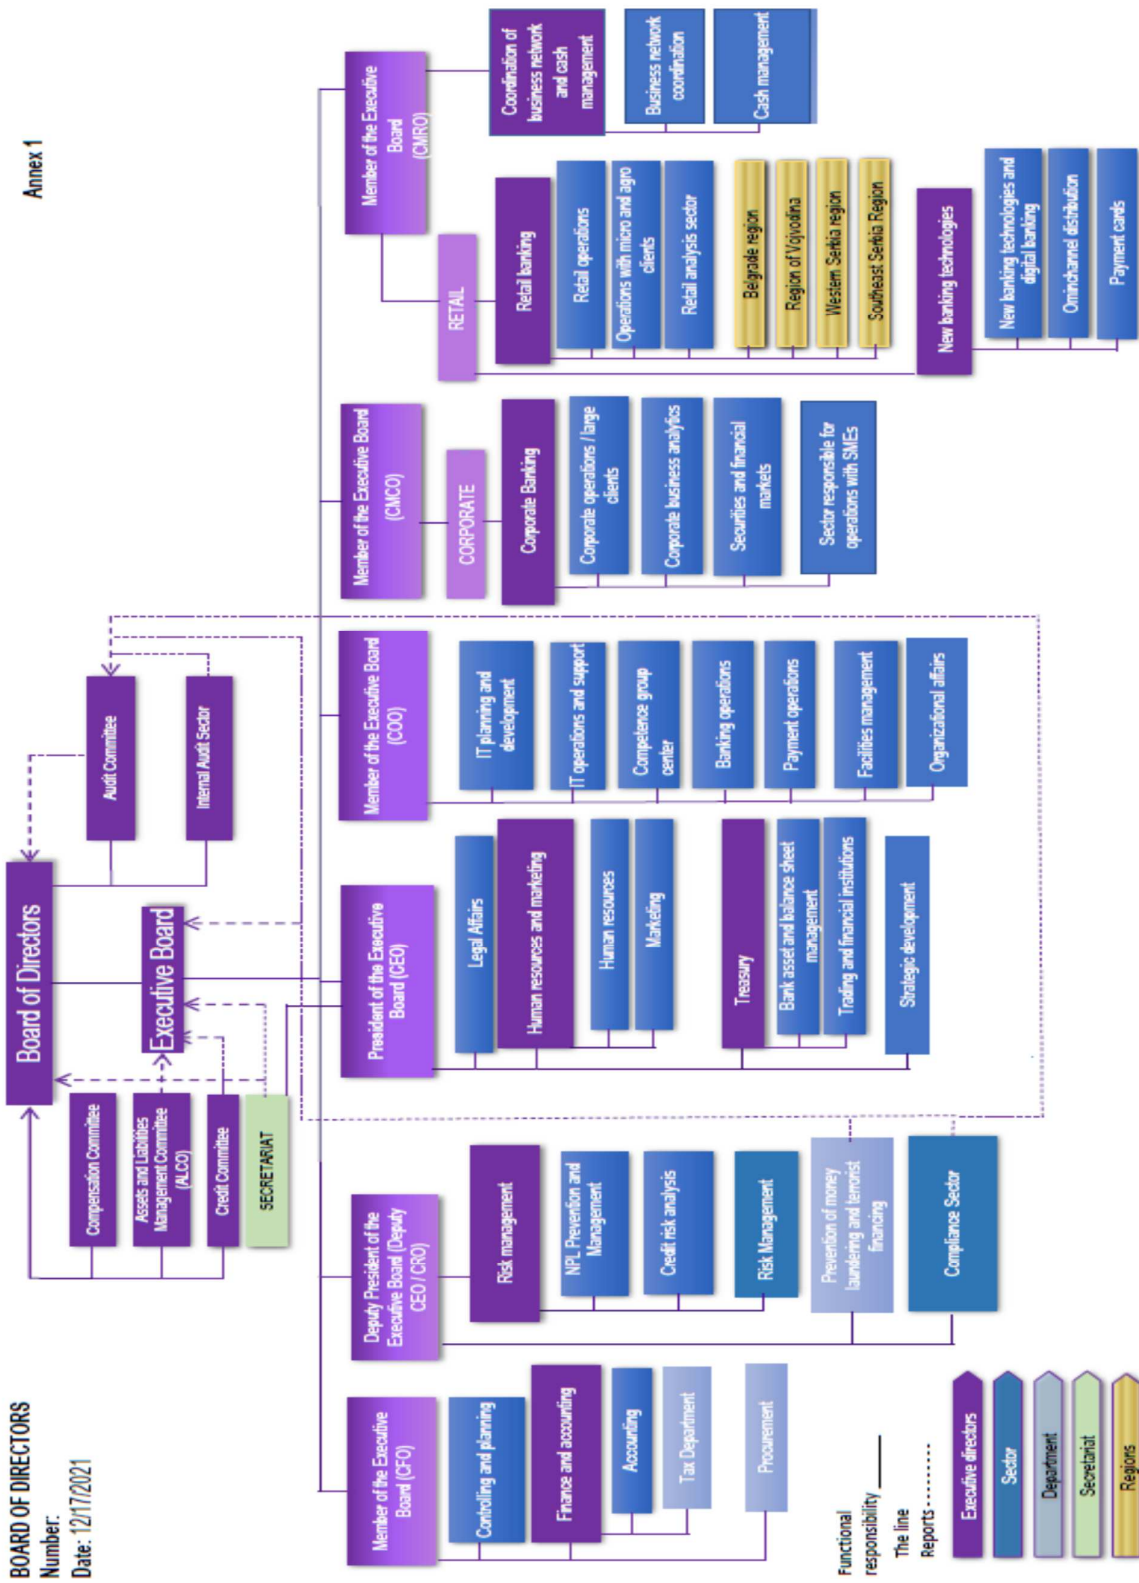 BOARD OF DIRECTORS
Number:
Date: 12/17/2021
Annex 1
Board of Directors
Compensation Committee
Assets and Liabilities
Management Committee
(ALCO)
Credit Committee
SECRETARIAT
Executive Board
Audit Committee
Internal Audit Sector
Member of the Executive
Board (CFO)
Controlling and planning
Finance and accounting
Accounting
Tax Department
Procurement
Deputy President of the
Executive Board (Deputy
CEO / CRO)
Risk management
NPL Prevention and
Management
Credit risk analysis
Risk Management
Prevention of money
laundering and terrorist
financing
Compliance Sector
President of the Executive
Board (CEO)
Legal Affairs
Human resources and marketing
Human resources
Marketing
Treasury
Bank asset and balance sheet
management
Trading and financial institutions
Strategic development
Member of the Executive Board
(COO)
IT planning and
development
IT operations and support
Competence group
center
Banking operations
Payment operations
Facilities management
Organizational affairs
Member of the Executive Board
(CMCO)
CORPORATE
Corporate Banking
Corporate operations / large
clients
Corporate business analytics
Securities and financial
markets
Sector responsible for
operations with SMEs
Member of the Executive
Board
(CMRO)
RETAIL
Retail banking
Retail operations
Operations with micro and agro
clients
Retail analysis sector
Belgrade region
Region of Vojvodina
Western Serbia region
Southeast Serbia Region
New banking technologies
New banking technologies and
digital banking
Ominchannel distribution
Payment cards
Coordination of
business network
and cash
management
Business network
coordination
Cash management
Functional
responsibility
The line
Reports
Executive directors
Sector
Department
Secretariat
Regions